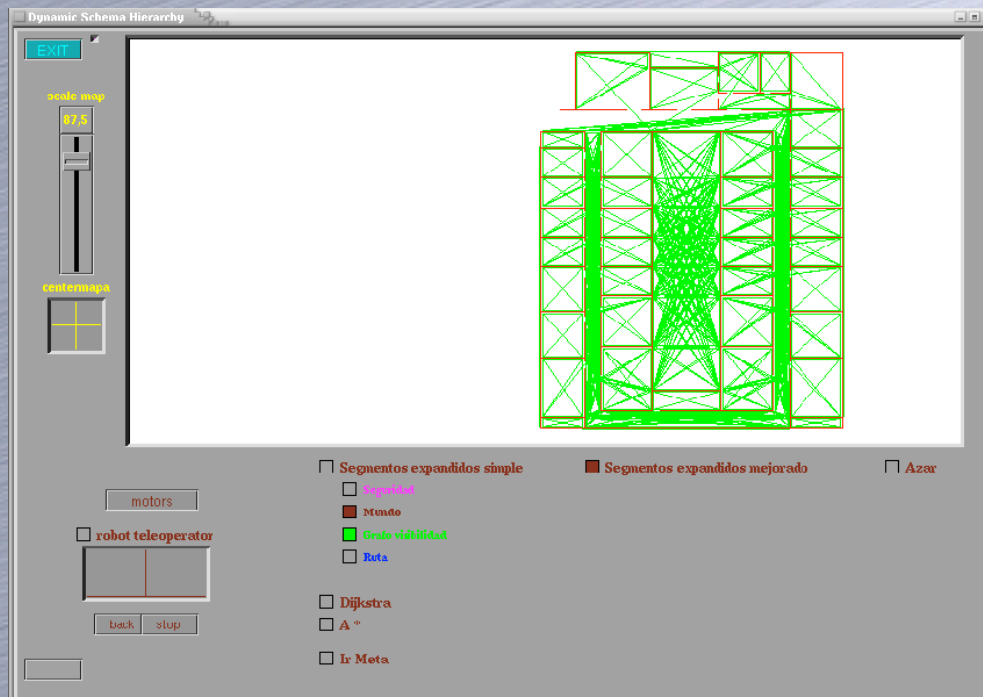 Dynamic Schema Hierarchy
EXIT
scale map
87,5
centermapa
Segmentos expandidos simple
Segmentos expandidos mejorado
Azar
Seguridad
Mundo
Grafo visibilidad
Ruta
motors
robot teleoperator
back
stop
Dijkstra
A *
Ir Meta